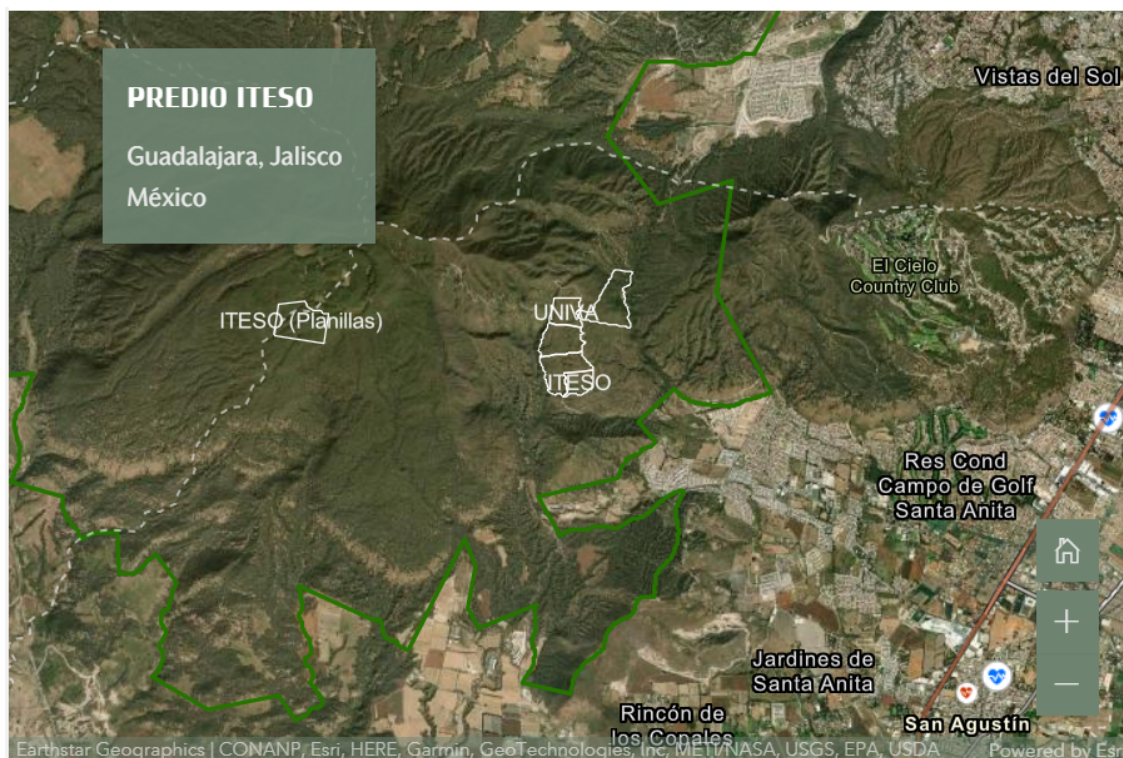 PREDIO ITESO
Guadalajara, Jalisco
México
Vistas del Sol
El Cielo
Country Club
UNIVA
ITESO (Planillas)
ITESO
Res Cond
Campo de Golf
Santa Anita
Jardines de
Santa Anita
Rincón de
los Copales
San Agustín
Earthstar Geographics | CONANP, Esri, HERE, Garmin, GeoTechnologies, Inc, METI/NASA, USGS, EPA, USDA
Powered by Esr